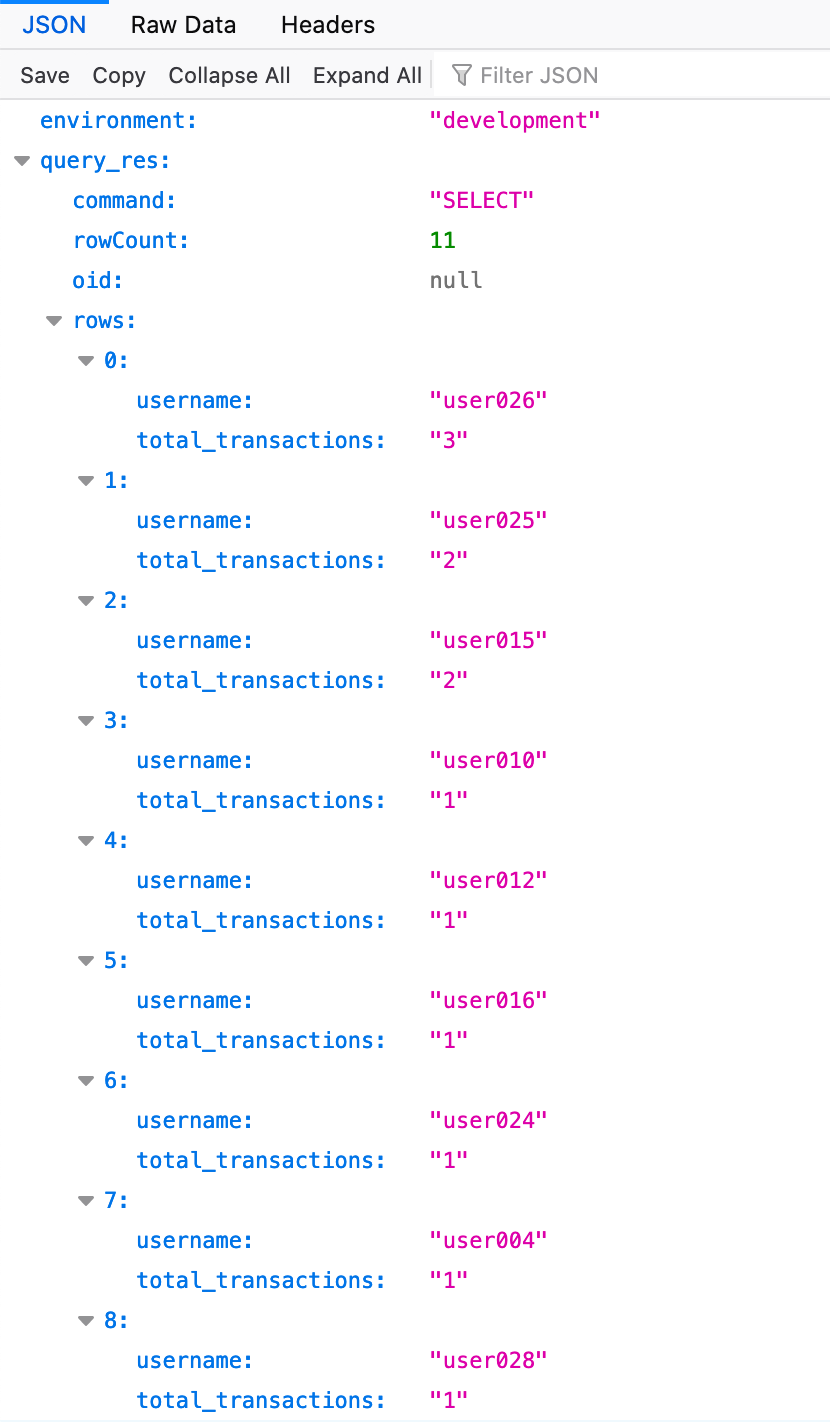 JSON Raw Data Headers
Save Copy Collapse All Expand All Filter JSON
environment: "development"
query_res:
command: "SELECT"
rowCount: 11
oid: null
rows:
0:
username: "user026"
total_transactions: "3"
1:
username: "user025"
total_transactions: "2"
2:
username: "user015"
total_transactions: "2"
3:
username: "user010"
total_transactions: "1"
4:
username: "user012"
total_transactions: "1"
5:
username: "user016"
total_transactions: "1"
6:
username: "user024"
total_transactions: "1"
7:
username: "user004"
total_transactions: "1"
8:
username: "user028"
total_transactions: "1"